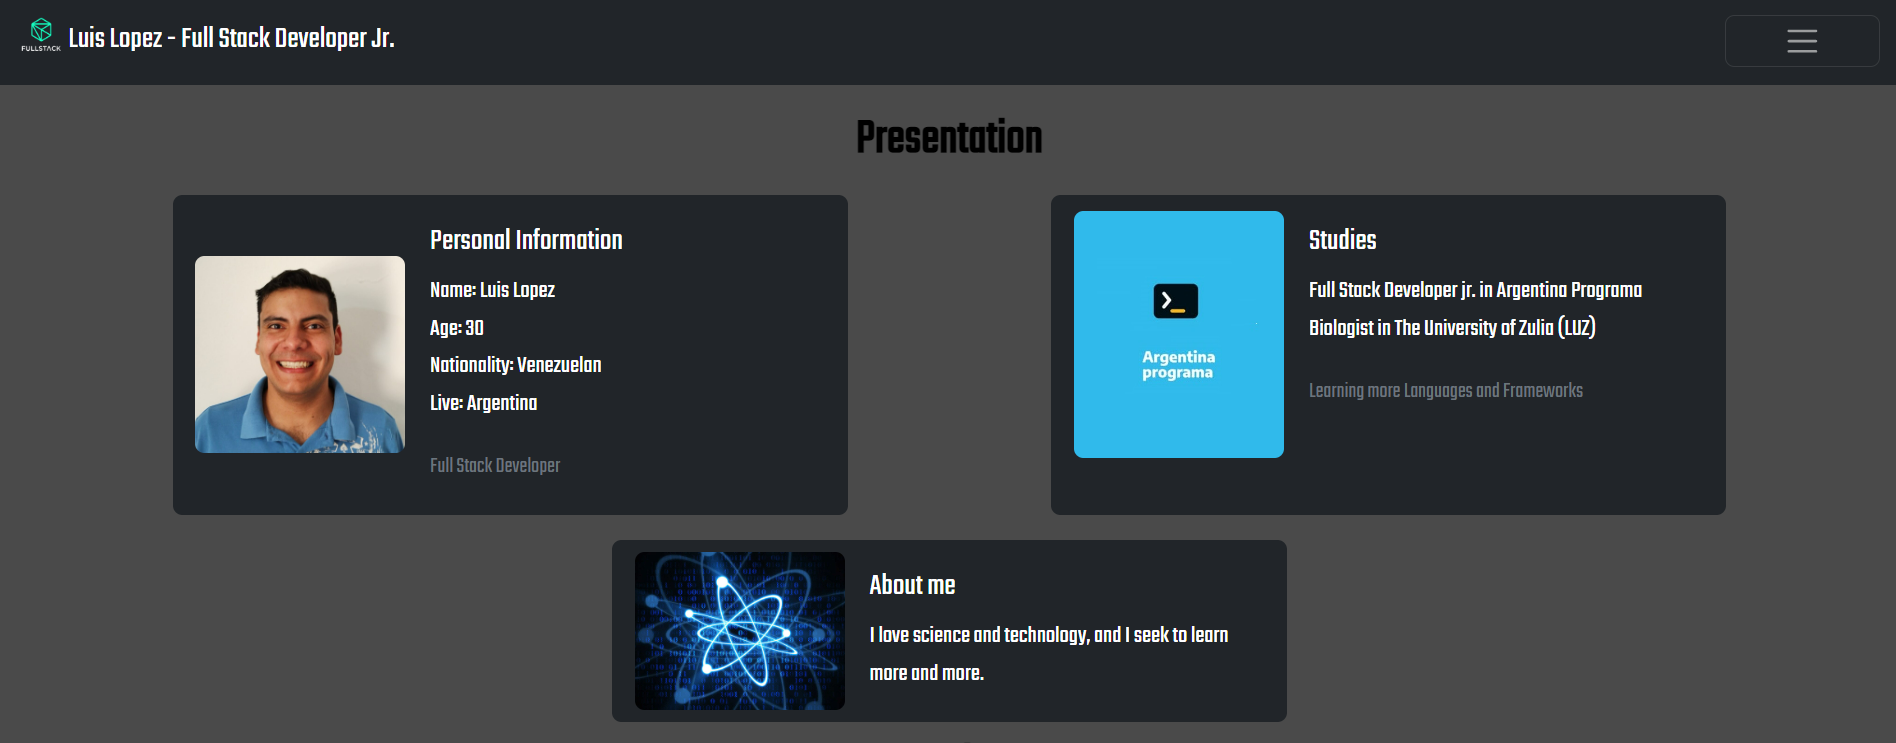 FULLSTACK
Luis Lopez - Full Stack Developer Jr.
Presentation
Personal Information
Name: Luis Lopez
Age: 30
Nationality: Venezuelan
Live: Argentina
Full Stack Developer
Argentina
programa
Studies
Full Stack Developer jr. in Argentina Programa
Biologist in The University of Zulia (LUZ)
Learning more Languages and Frameworks
About me
I love science and technology, and I seek to learn
more and more.